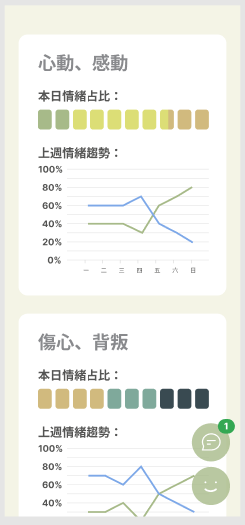 心動、感動
本日情緒占比：
上週情緒趨勢：
100%
80%
60%
40%
20%
0%
一 二 三 四 五 六 日
傷心、背叛
本日情緒占比：
上週情緒趨勢：
1
100%
80%
60%
40%